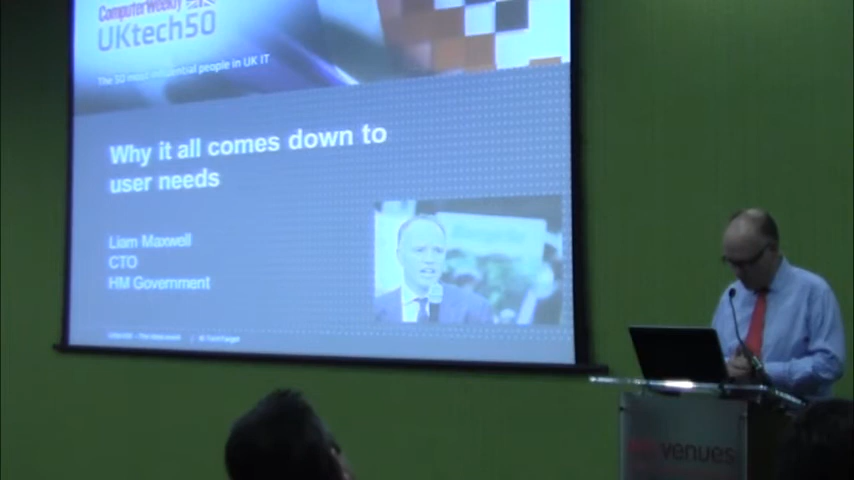 ComputerWeekly
UKtech50
The 50 most influential people in UK IT
Why it all comes down to
user needs
Liam Maxwell
CTO
HM Government
venues